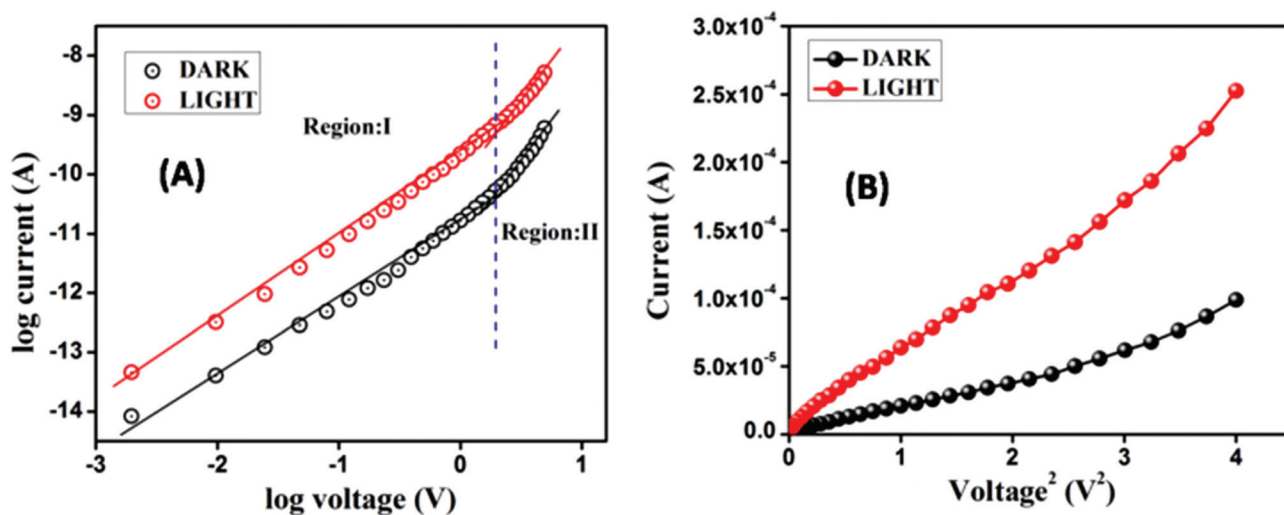 -8
-9
-10
-11
-12
-13
-14
log current (A)
DARK
LIGHT
Region:I
(A)
Region:II
-3
-2
-1
0
1
log voltage (V)
3.0x10⁻⁴
2.5x10⁻⁴
2.0x10⁻⁴
1.5x10⁻⁴
1.0x10⁻⁴
5.0x10⁻⁵
0.0
Current (A)
DARK
LIGHT
(B)
0
1
2
3
4
Voltage² (V²)